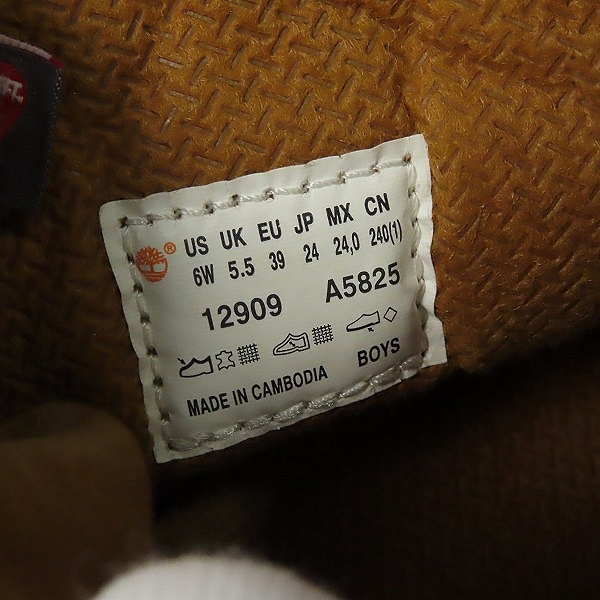 US UK EU JP MX CN
6W 5.5 39 24 24,0 240(1)
12909 A5825
MADE IN CAMBODIA BOYS